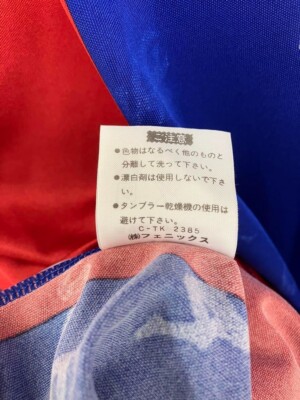 ご注意
●色物はなるべく他のものと
分離して洗って下さい。
●漂白剤は使用しないで下さ
い。
●タンブラー乾燥機の使用は
避けて下さい。
C-TK 2385
㈱フェニックス